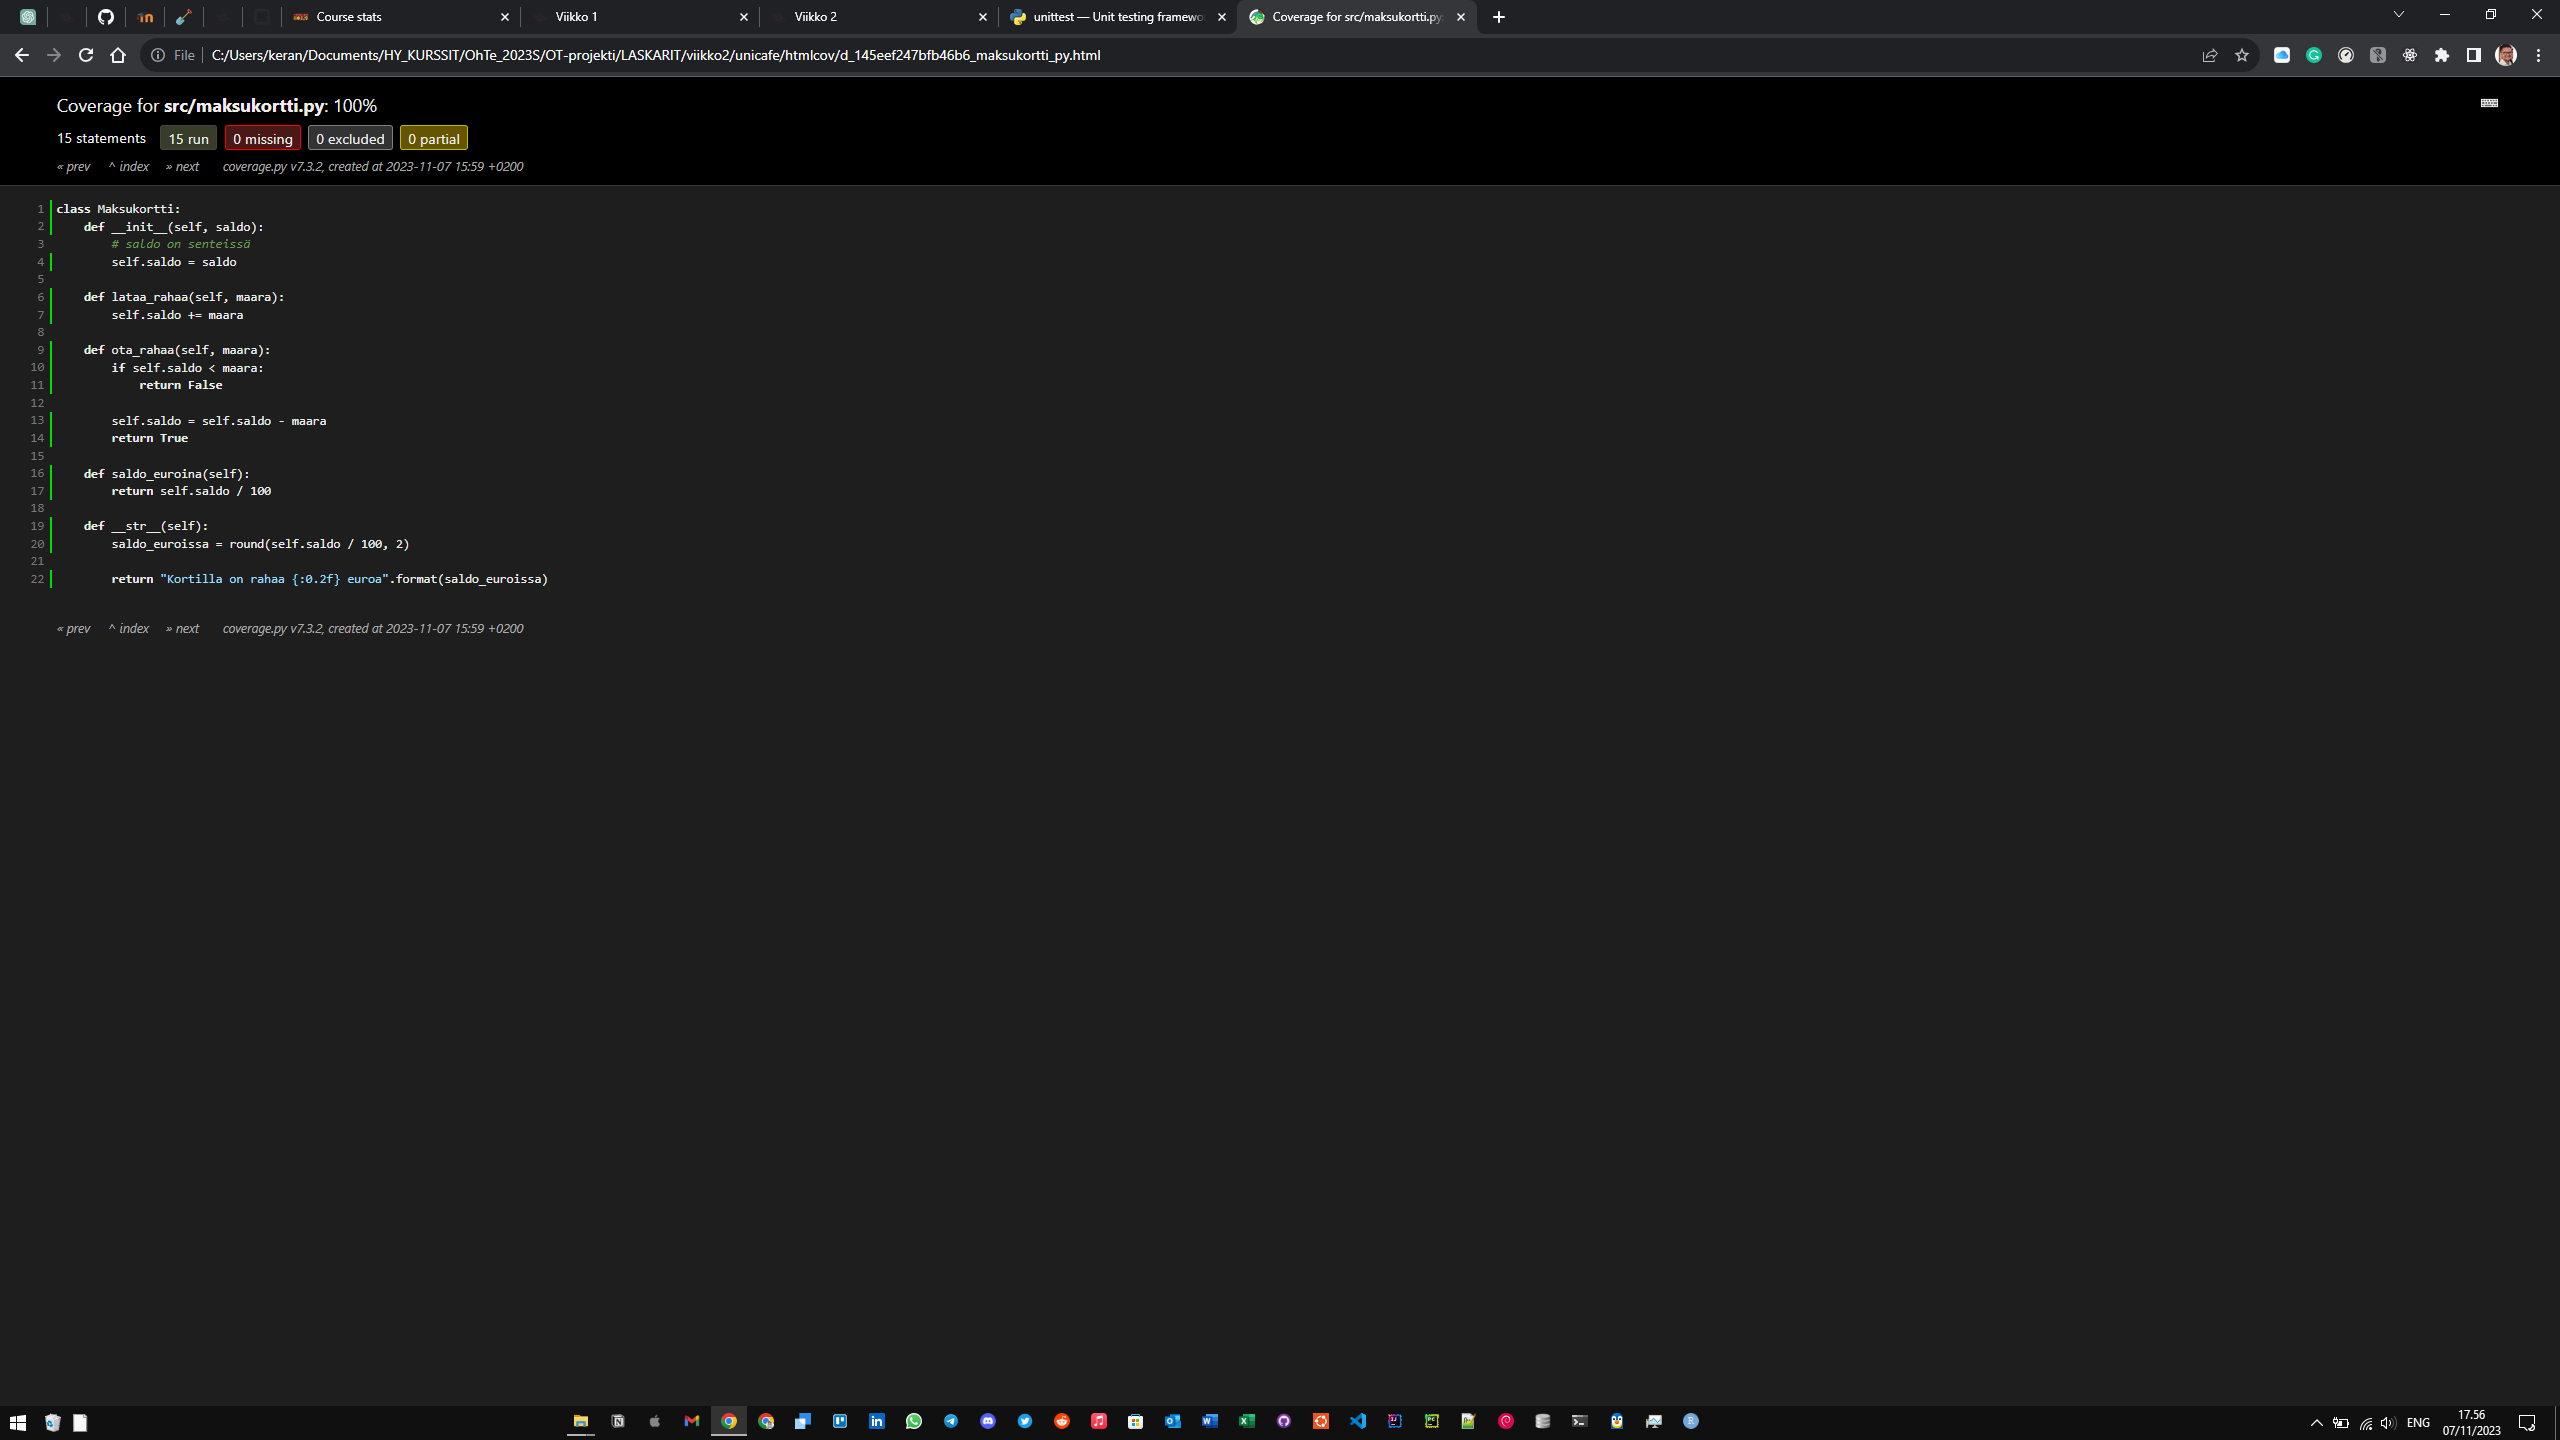 Course stats
Viikko 1
Viikko 2
unittest — Unit testing framewo
Coverage for src/maksukortti.py:
File
C:/Users/keran/Documents/HY_KURSSIT/OhTe_2023S/OT-projekti/LASKARIT/viikko2/unicafe/htmlcov/d_145eef247bfb46b6_maksukortti_py.html
Coverage for src/maksukortti.py: 100%
15 statements 15 run 0 missing 0 excluded 0 partial
« prev ^ index » next coverage.py v7.3.2, created at 2023-11-07 15:59 +0200
1 class Maksukortti:
2 def __init__(self, saldo):
3 # saldo on senteissä
4 self.saldo = saldo
5
6 def lataa_rahaa(self, maara):
7 self.saldo += maara
8
9 def ota_rahaa(self, maara):
10 if self.saldo < maara:
11 return False
12
13 self.saldo = self.saldo - maara
14 return True
15
16 def saldo_euroina(self):
17 return self.saldo / 100
18
19 def __str__(self):
20 saldo_euroissa = round(self.saldo / 100, 2)
21
22 return "Kortilla on rahaa {:0.2f} euroa".format(saldo_euroissa)
« prev ^ index » next coverage.py v7.3.2, created at 2023-11-07 15:59 +0200
ENG
17.56
07/11/2023